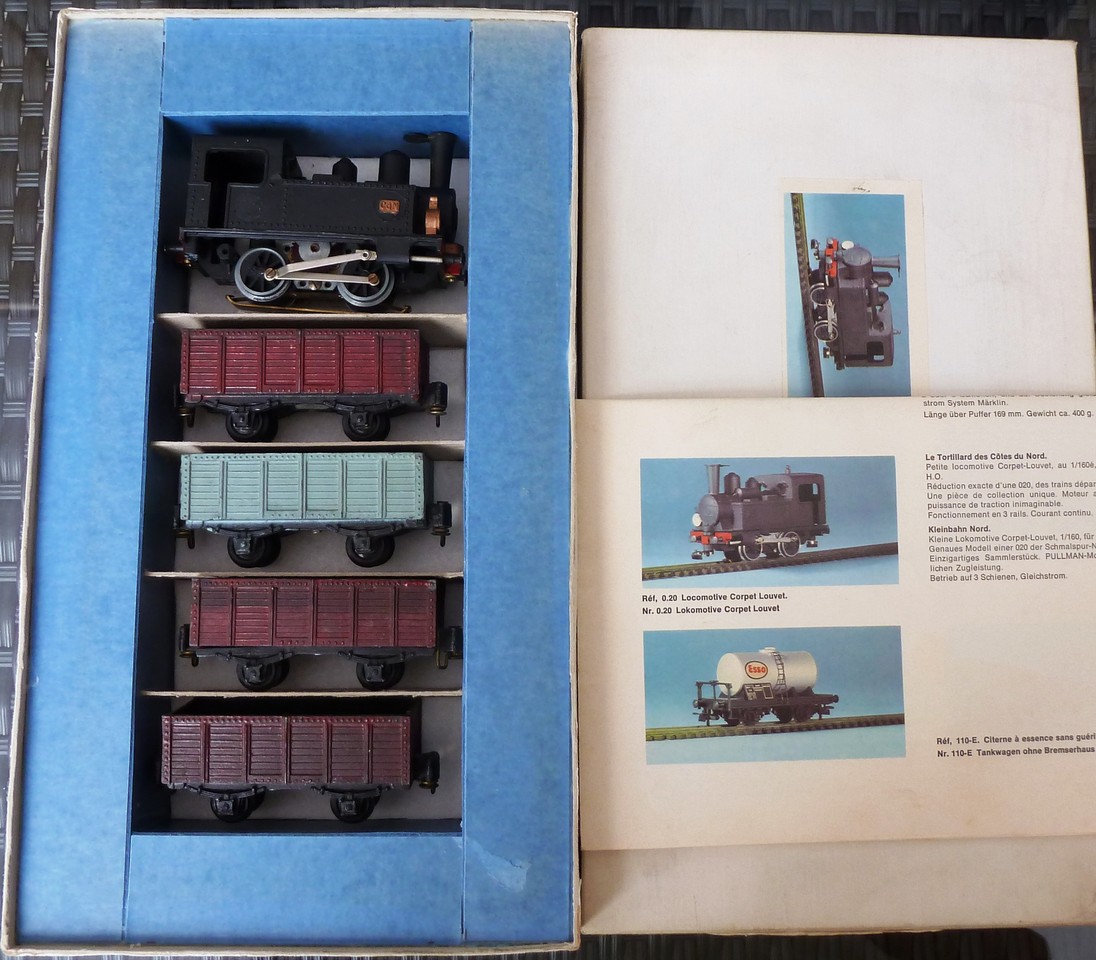 strom System Märklin.
Länge über Puffer 169 mm. Gewicht ca. 400 g.
Le Tortillard des Côtes du Nord.
Petite locomotive Corpet-Louvet, au 1/160è,
H.O.
Réduction exacte d'une 020, des trains dépar
Une pièce de collection unique. Moteur a
puissance de traction inimaginable.
Fonctionnement en 3 rails. Courant continu.
Kleinbahn Nord.
Kleine Lokomotive Corpet-Louvet, 1/160, für
Genaues Modell einer 020 der Schmalspur-N
Einzigartiges Sammlerstück. PULLMAN-Mo
lichen Zugleistung.
Betrieb auf 3 Schienen, Gleichstrom.
Réf, 0.20 Locomotive Corpet Louvet.
Nr. 0.20 Lokomotive Corpet Louvet
Esso
Réf, 110-E. Citerne à essence sans guéri
Nr. 110-E Tankwagen ohne Bremserhaus